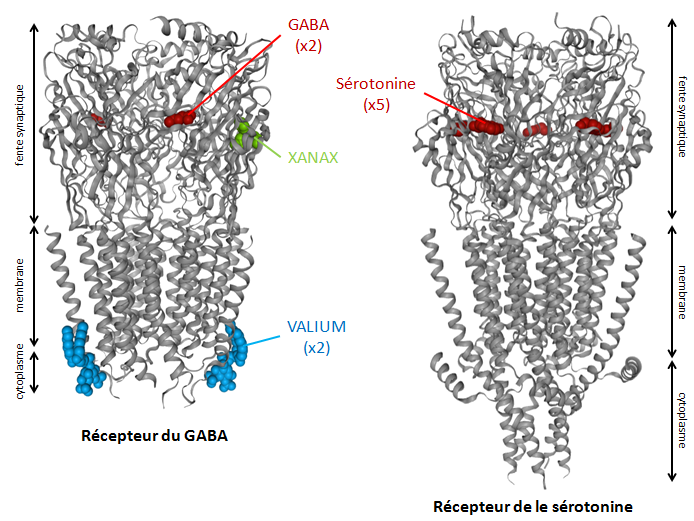 GABA
(x2)
XANAX
VALIUM
(x2)
fente synaptique
membrane
cytoplasme
Récepteur du GABA
Sérotonine
(x5)
fente synaptique
membrane
cytoplasme
Récepteur de le sérotonine